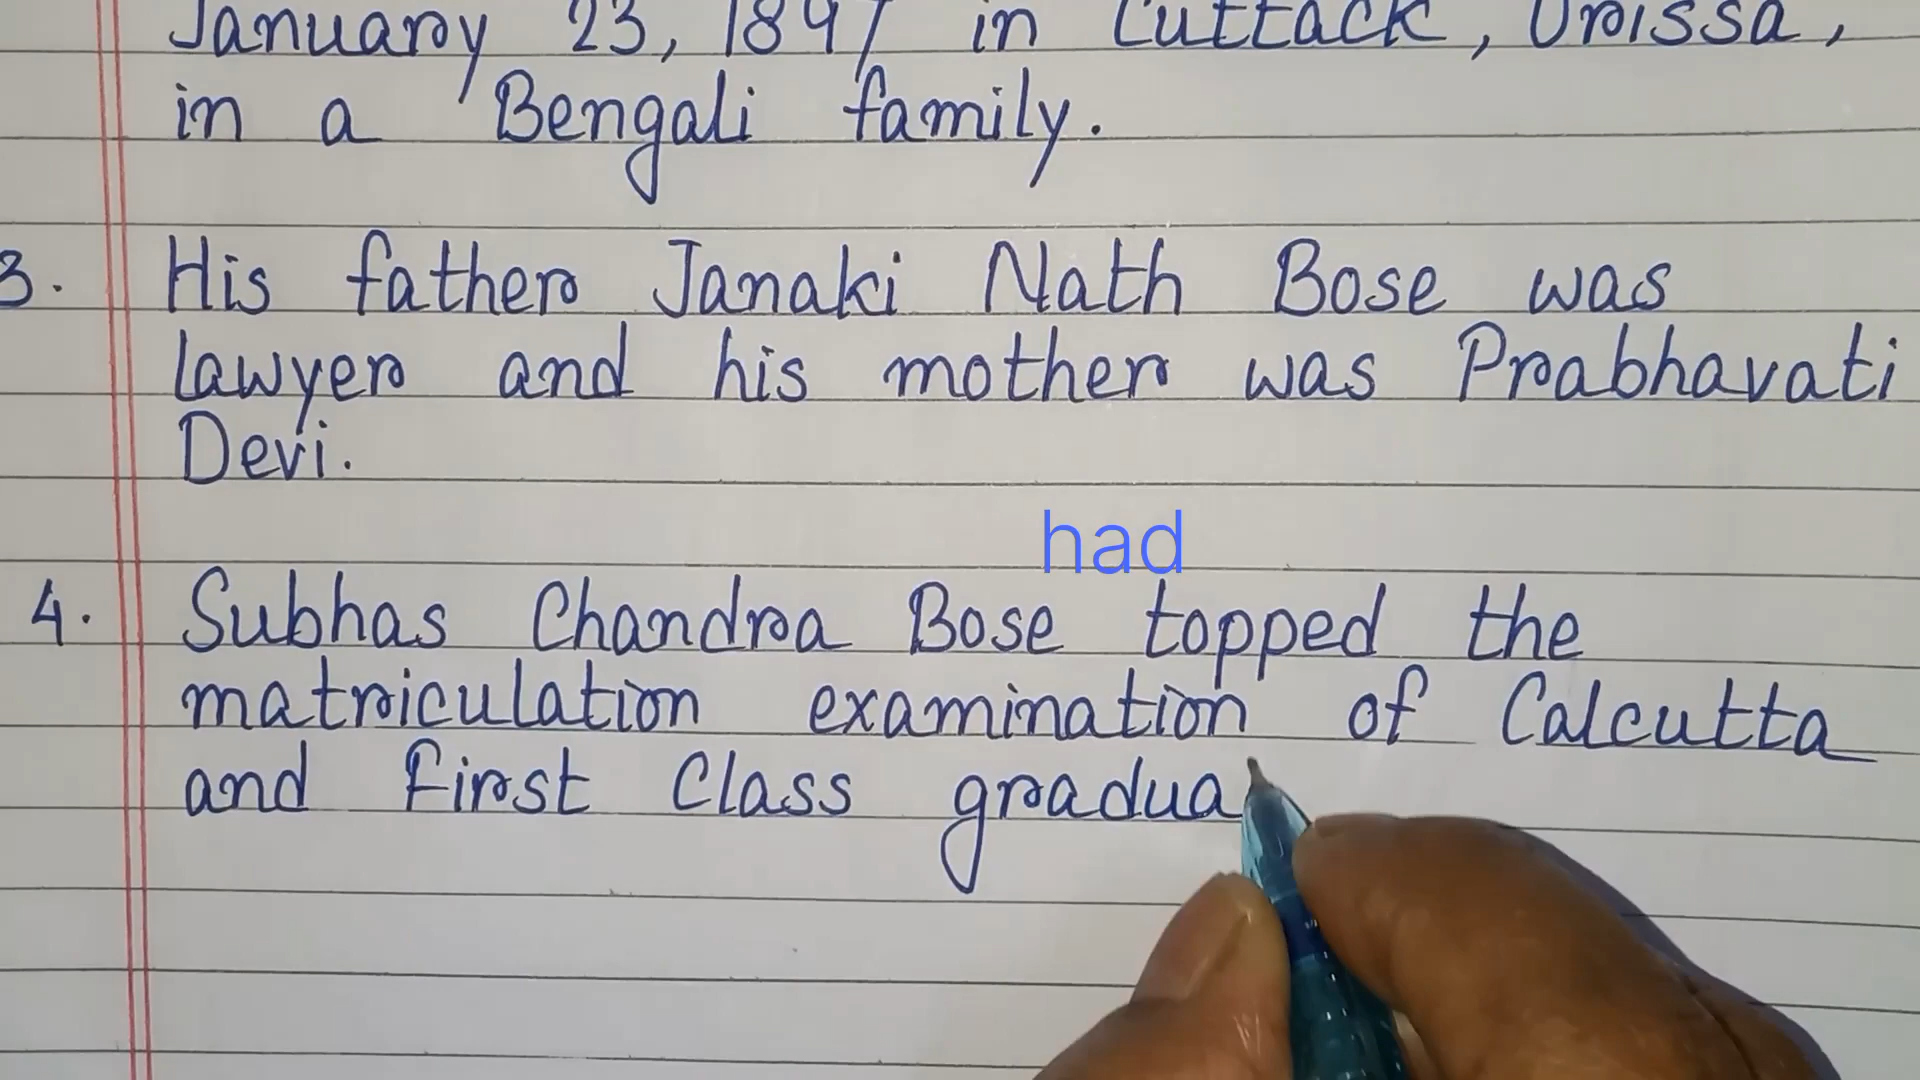 January 23, 1897 in Cuttack, Orissa,
in a Bengali family.
3. His father Janaki Nath Bose was
lawyer and his mother was Prabhavati
Devi.
had
4. Subhas Chandra Bose topped the
matriculation examination of Calcutta
and First Class gradua